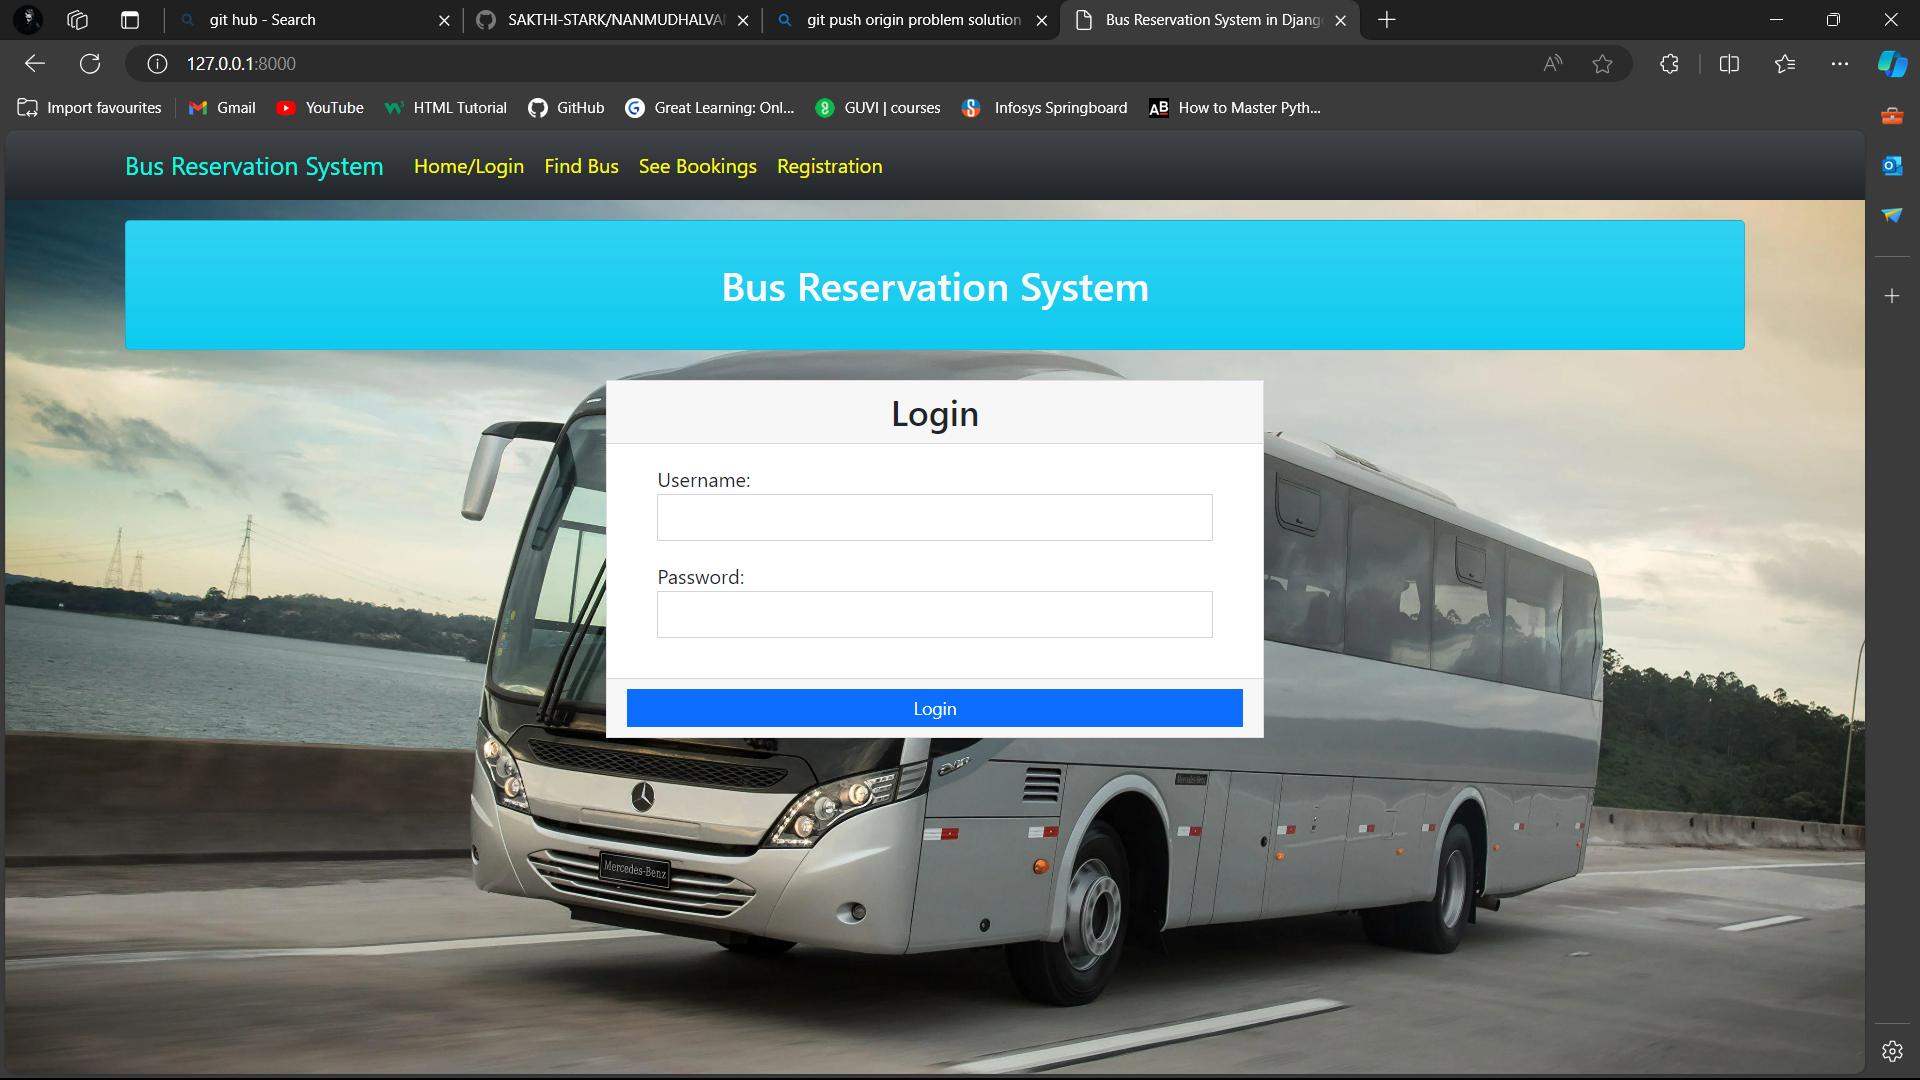 git hub - Search
SAKTHI-STARK/NANMUDHALVA
git push origin problem solution
Bus Reservation System in Djang
127.0.0.1:8000
Import favourites
Gmail
YouTube
HTML Tutorial
GitHub
Great Learning: Onl...
GUVI | courses
Infosys Springboard
AB
How to Master Pyth...
Bus Reservation System
Home/Login
Find Bus
See Bookings
Registration
Bus Reservation System
Login
Username:
Password:
Login
Mercedes-Benz
Mercedes-Benz